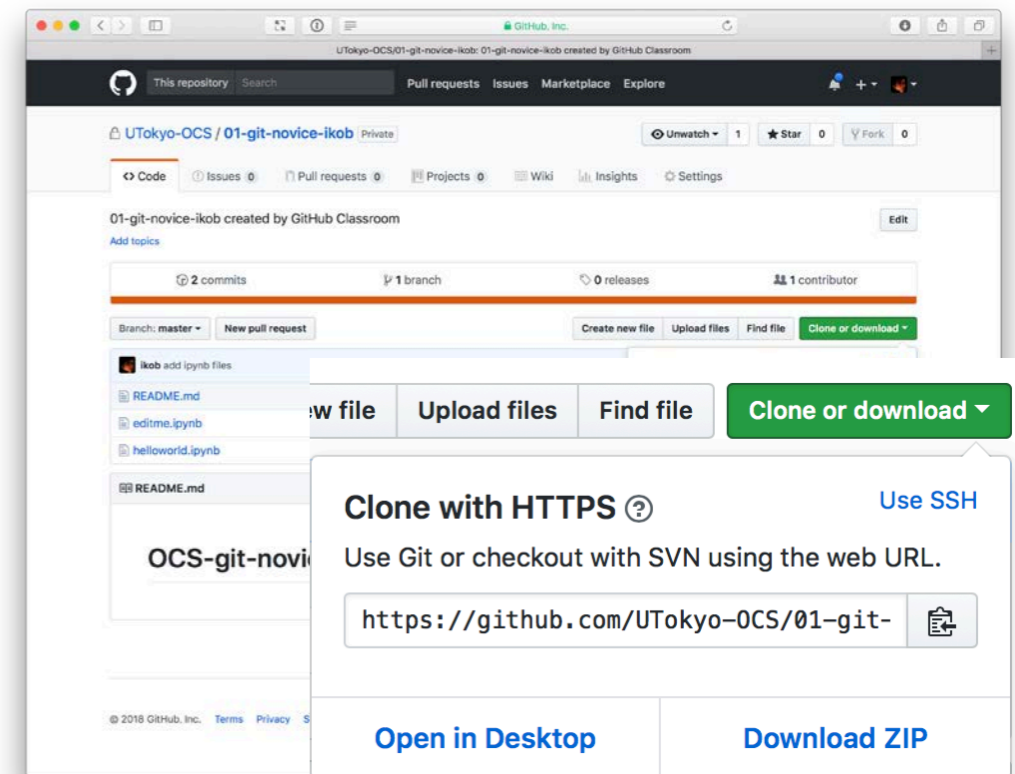 GitHub, Inc.
UTokyo-OCS/01-git-novice-ikob: 01-git-novice-ikob created by GitHub Classroom
This repository Search Pull requests Issues Marketplace Explore
UTokyo-OCS / 01-git-novice-ikob Private Unwatch 1 Star 0 Fork 0
Code Issues 0 Pull requests 0 Projects 0 Wiki Insights Settings
01-git-novice-ikob created by GitHub Classroom Edit
Add topics
2 commits 1 branch 0 releases 1 contributor
Branch: master New pull request Create new file Upload files Find file Clone or download
ikob add ipynb files
README.md
editme.ipynb
helloworld.ipynb
README.md
OCS-git-novi
© 2018 GitHub, Inc. Terms Privacy S
ew file Upload files Find file Clone or download
Clone with HTTPS Use SSH
Use Git or checkout with SVN using the web URL.
https://github.com/UTokyo-OCS/01-git-
Open in Desktop Download ZIP